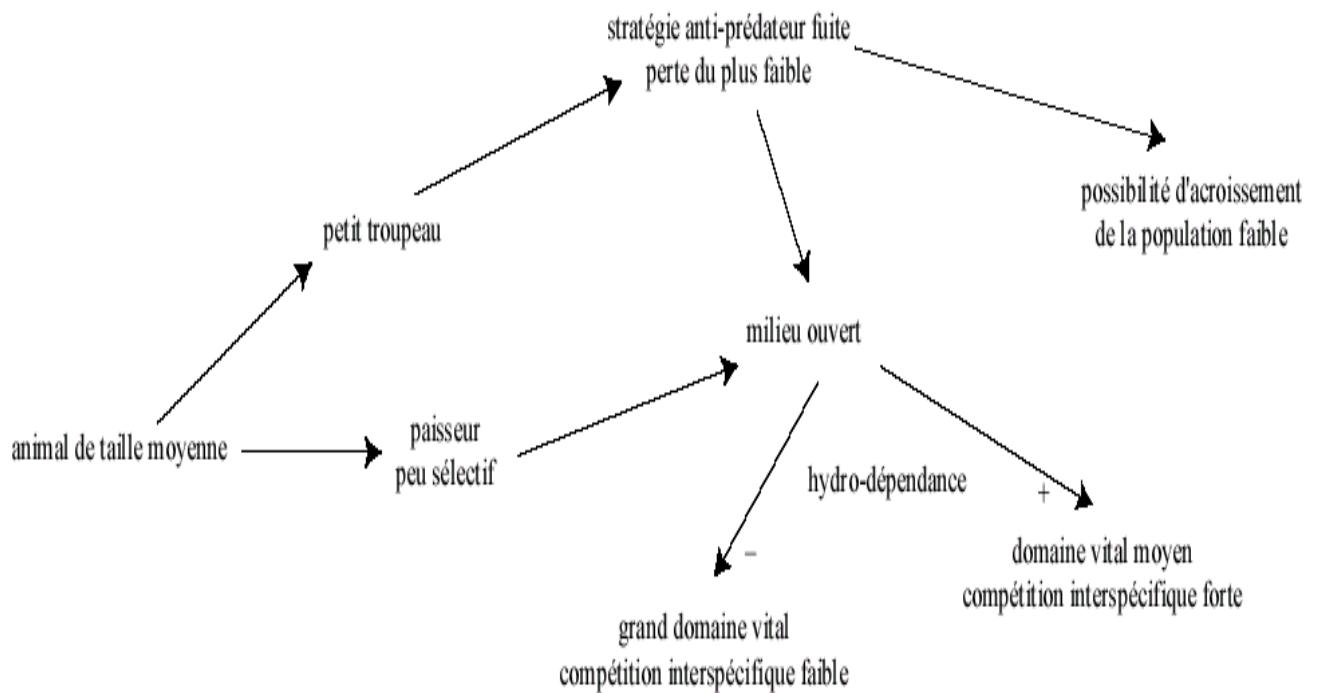 stratégie anti-prédateur fuite
perte du plus faible
possibilité d'acroissement
de la population faible
petit troupeau
milieu ouvert
animal de taille moyenne
paisseur
peu sélectif
hydro-dépendance
+
–
domaine vital moyen
compétition interspécifique forte
grand domaine vital
compétition interspécifique faible